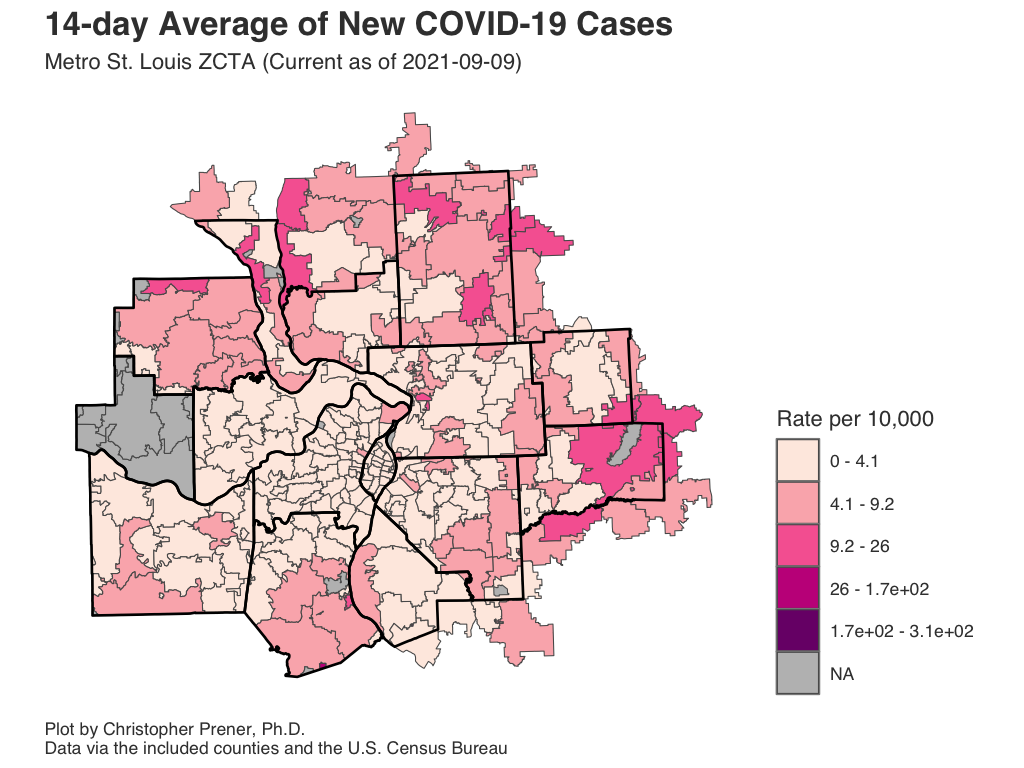 14-day Average of New COVID-19 Cases
Metro St. Louis ZCTA (Current as of 2021-09-09)
Rate per 10,000
0 - 4.1
4.1 - 9.2
9.2 - 26
26 - 1.7e+02
1.7e+02 - 3.1e+02
NA
Plot by Christopher Prener, Ph.D.
Data via the included counties and the U.S. Census Bureau